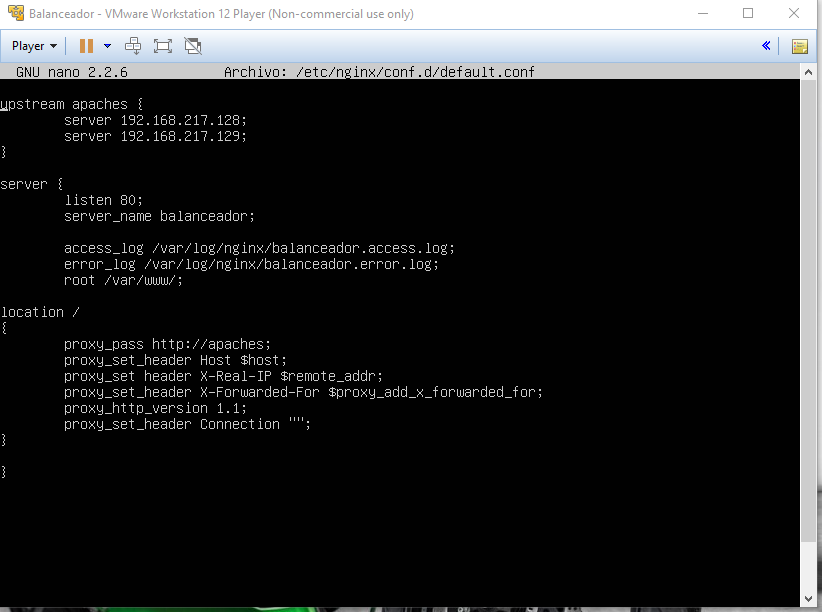 Balanceador - VMware Workstation 12 Player (Non-commercial use only)
Player
GNU nano 2.2.6 Archivo: /etc/nginx/conf.d/default.conf
upstream apaches {
server 192.168.217.128;
server 192.168.217.129;
}
server {
listen 80;
server_name balanceador;
access_log /var/log/nginx/balanceador.access.log;
error_log /var/log/nginx/balanceador.error.log;
root /var/www/;
location /
{
proxy_pass http://apaches;
proxy_set_header Host $host;
proxy_set header X-Real-IP $remote_addr;
proxy_set_header X-Forwarded-For $proxy_add_x_forwarded_for;
proxy_http_version 1.1;
proxy_set_header Connection "";
}
}